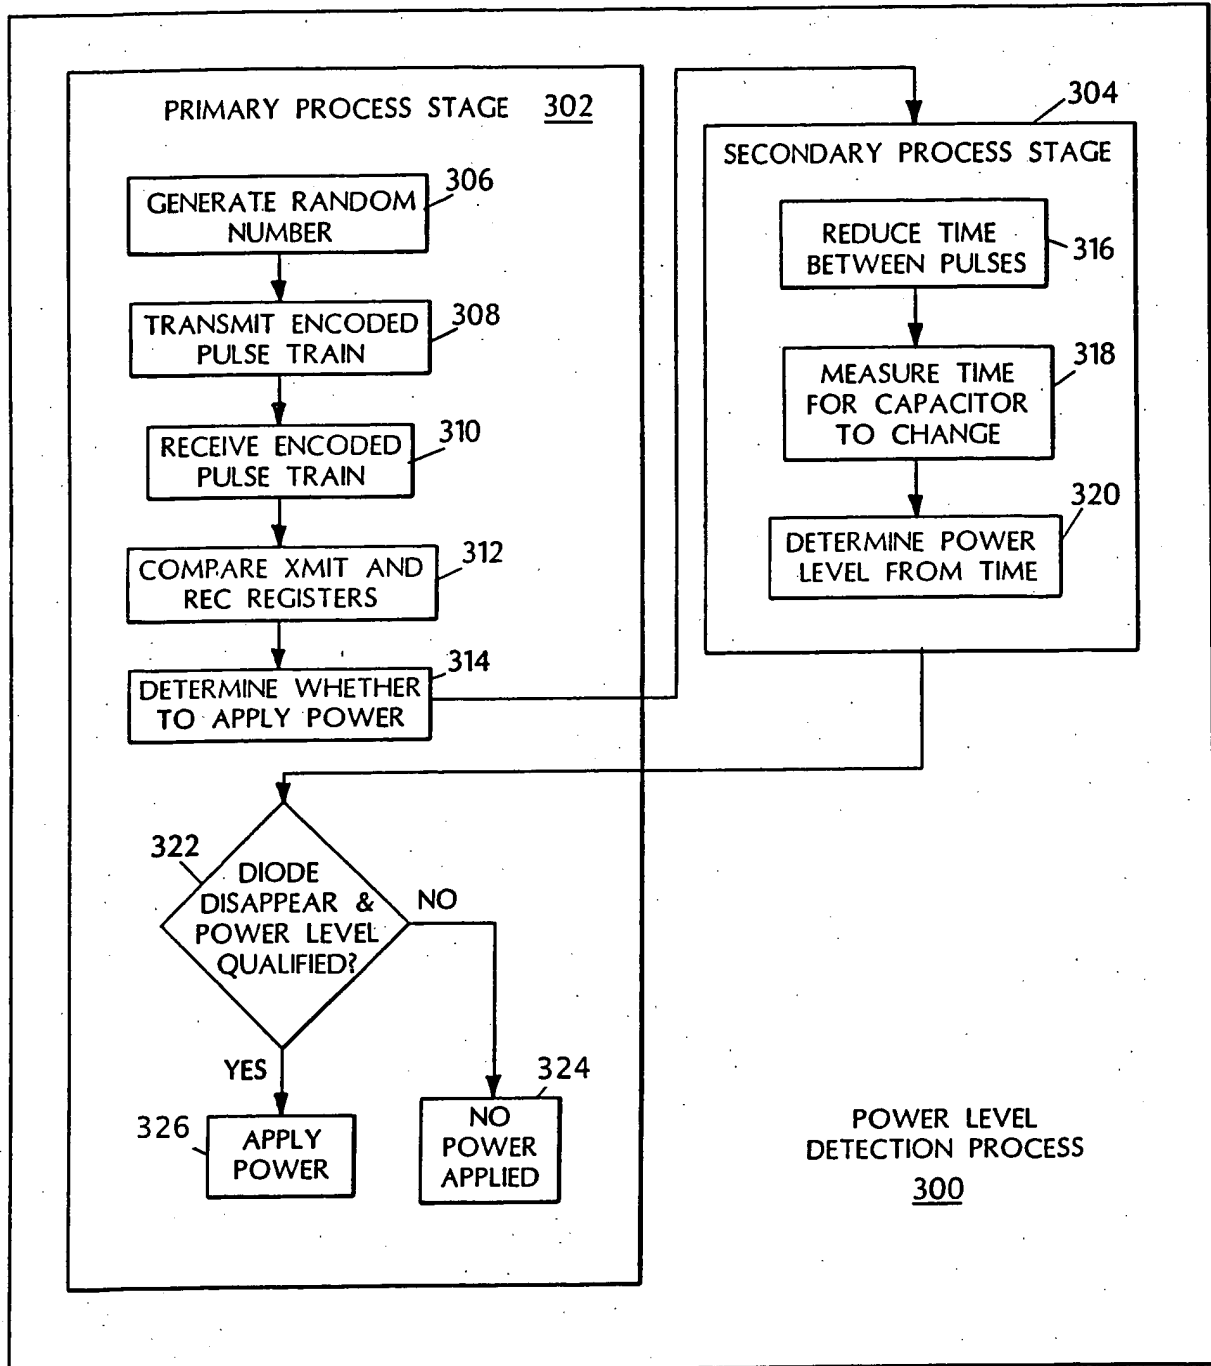 PRIMARY PROCESS STAGE 302
GENERATE RANDOM
NUMBER
306
TRANSMIT ENCODED
PULSE TRAIN
308
RECEIVE ENCODED
PULSE TRAIN
310
COMPARE XMIT AND
REC REGISTERS
312
DETERMINE WHETHER
TO APPLY POWER
314
304
SECONDARY PROCESS STAGE
REDUCE TIME
BETWEEN PULSES
316
MEASURE TIME
FOR CAPACITOR
TO CHANGE
318
DETERMINE POWER
LEVEL FROM TIME
320
322
DIODE
DISAPPEAR &
POWER LEVEL
QUALIFIED?
NO
YES
326
APPLY
POWER
324
NO
POWER
APPLIED
POWER LEVEL
DETECTION PROCESS
300